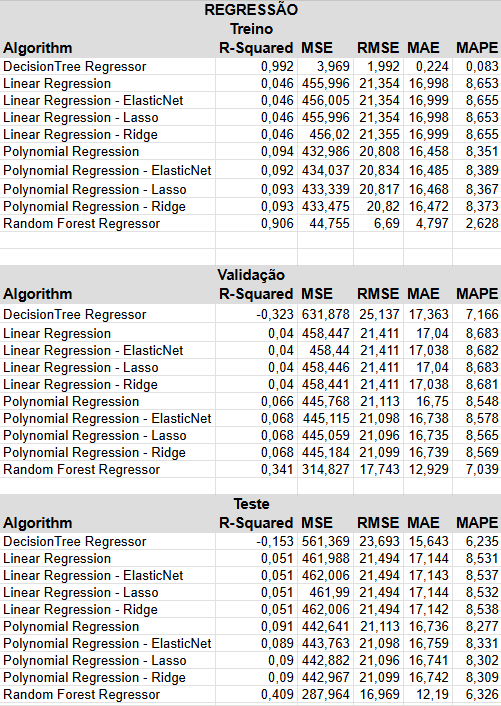 REGRESSÃO
Treino
Algorithm R-Squared MSE RMSE MAE MAPE
DecisionTree Regressor 0,992 3,969 1,992 0,224 0,083
Linear Regression 0,046 455,996 21,354 16,998 8,653
Linear Regression - ElasticNet 0,046 456,005 21,354 16,999 8,655
Linear Regression - Lasso 0,046 455,996 21,354 16,998 8,653
Linear Regression - Ridge 0,046 456,02 21,355 16,999 8,655
Polynomial Regression 0,094 432,986 20,808 16,458 8,351
Polynomial Regression - ElasticNet 0,092 434,037 20,834 16,485 8,389
Polynomial Regression - Lasso 0,093 433,339 20,817 16,468 8,367
Polynomial Regression - Ridge 0,093 433,475 20,82 16,472 8,373
Random Forest Regressor 0,906 44,755 6,69 4,797 2,628
Validação
Algorithm R-Squared MSE RMSE MAE MAPE
DecisionTree Regressor -0,323 631,878 25,137 17,363 7,166
Linear Regression 0,04 458,447 21,411 17,04 8,683
Linear Regression - ElasticNet 0,04 458,44 21,411 17,038 8,682
Linear Regression - Lasso 0,04 458,446 21,411 17,04 8,683
Linear Regression - Ridge 0,04 458,441 21,411 17,038 8,681
Polynomial Regression 0,066 445,768 21,113 16,75 8,548
Polynomial Regression - ElasticNet 0,068 445,115 21,098 16,738 8,578
Polynomial Regression - Lasso 0,068 445,059 21,096 16,735 8,565
Polynomial Regression - Ridge 0,068 445,184 21,099 16,739 8,569
Random Forest Regressor 0,341 314,827 17,743 12,929 7,039
Teste
Algorithm R-Squared MSE RMSE MAE MAPE
DecisionTree Regressor -0,153 561,369 23,693 15,643 6,235
Linear Regression 0,051 461,988 21,494 17,144 8,531
Linear Regression - ElasticNet 0,051 462,006 21,494 17,143 8,537
Linear Regression - Lasso 0,051 461,99 21,494 17,144 8,532
Linear Regression - Ridge 0,051 462,006 21,494 17,142 8,538
Polynomial Regression 0,091 442,641 21,113 16,736 8,277
Polynomial Regression - ElasticNet 0,089 443,763 21,098 16,759 8,331
Polynomial Regression - Lasso 0,09 442,882 21,096 16,741 8,302
Polynomial Regression - Ridge 0,09 442,967 21,099 16,742 8,309
Random Forest Regressor 0,409 287,964 16,969 12,19 6,326